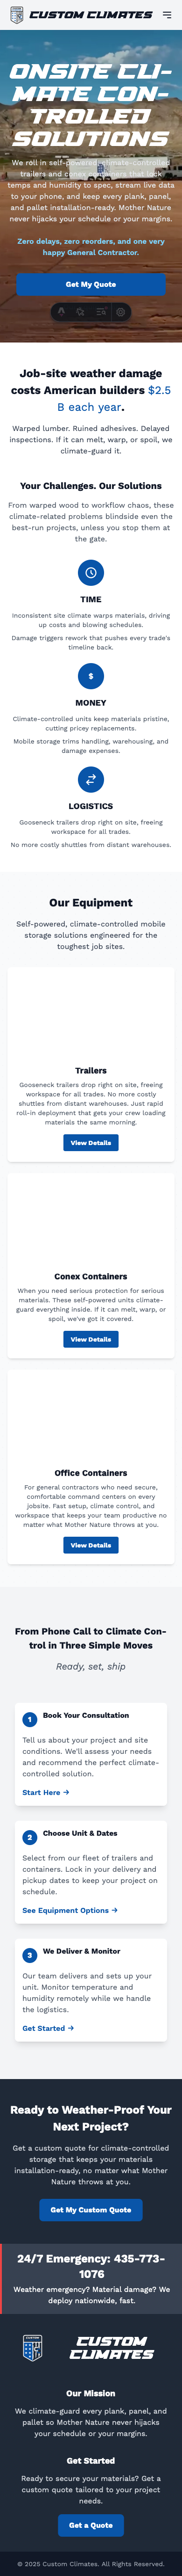 CUSTOM CLIMATES
ONSITE CLI-
MATE CON-
TROLLED
SOLUTIONS
We roll in self-powered climate-controlled
trailers and conex containers that lock
temps and humidity to spec, stream live data
to your phone, and keep every plank, panel,
and pallet installation-ready. Mother Nature
never hijacks your schedule or your margins.
Zero delays, zero reorders, and one very
happy General Contractor.
Get My Quote
Job-site weather damage
costs American builders $2.5
B each year.
Warped lumber. Ruined adhesives. Delayed
inspections. If it can melt, warp, or spoil, we
climate-guard it.
Your Challenges. Our Solutions
From warped wood to workflow chaos, these
climate-related problems blindside even the
best-run projects, unless you stop them at
the gate.
TIME
Inconsistent site climate warps materials, driving
up costs and blowing schedules.
Damage triggers rework that pushes every trade's
timeline back.
$
MONEY
Climate-controlled units keep materials pristine,
cutting pricey replacements.
Mobile storage trims handling, warehousing, and
damage expenses.
LOGISTICS
Gooseneck trailers drop right on site, freeing
workspace for all trades.
No more costly shuttles from distant warehouses.
Our Equipment
Self-powered, climate-controlled mobile
storage solutions engineered for the
toughest job sites.
Trailers
Gooseneck trailers drop right on site, freeing
workspace for all trades. No more costly
shuttles from distant warehouses. Just rapid
roll-in deployment that gets your crew loading
materials the same morning.
View Details
Conex Containers
When you need serious protection for serious
materials. These self-powered units climate-
guard everything inside. If it can melt, warp, or
spoil, we've got it covered.
View Details
Office Containers
For general contractors who need secure,
comfortable command centers on every
jobsite. Fast setup, climate control, and
workspace that keeps your team productive no
matter what Mother Nature throws at you.
View Details
From Phone Call to Climate Con-
trol in Three Simple Moves
Ready, set, ship
1
Book Your Consultation
Tell us about your project and site
conditions. We'll assess your needs
and recommend the perfect climate-
controlled solution.
Start Here →
2
Choose Unit & Dates
Select from our fleet of trailers and
containers. Lock in your delivery and
pickup dates to keep your project on
schedule.
See Equipment Options →
3
We Deliver & Monitor
Our team delivers and sets up your
unit. Monitor temperature and
humidity remotely while we handle
the logistics.
Get Started →
Ready to Weather-Proof Your
Next Project?
Get a custom quote for climate-controlled
storage that keeps your materials
installation-ready, no matter what Mother
Nature throws at you.
Get My Custom Quote
24/7 Emergency: 435-773-
1076
Weather emergency? Material damage? We
deploy nationwide, fast.
CUSTOM
CLIMATES
Our Mission
We climate-guard every plank, panel, and
pallet so Mother Nature never hijacks
your schedule or your margins.
Get Started
Ready to secure your materials? Get a
custom quote tailored to your project
needs.
Get a Quote
© 2025 Custom Climates. All Rights Reserved.